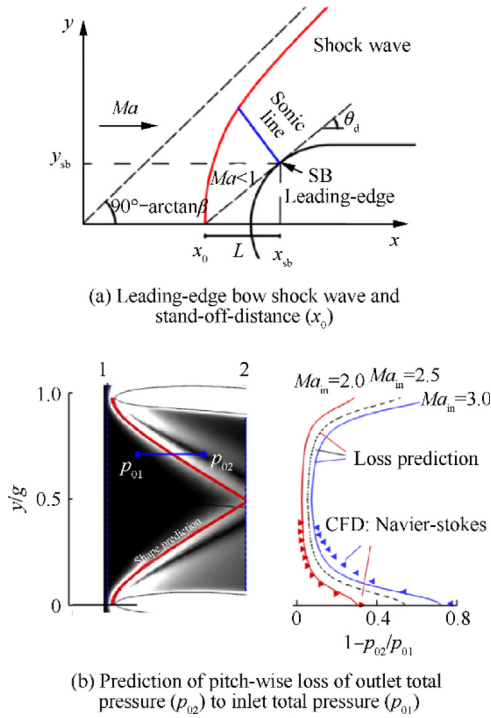 y
Shock wave
Ma
Sonic
line
θd
ysb
SB
Ma<1
Leading-edge
90°−arctanβ
x0
L
xsb
x
(a) Leading-edge bow shock wave and
stand-off-distance (x0)
1
2
Main=2.0
Main=2.5
Main=3.0
1.0
p01
p02
Loss prediction
y/g
0.5
Shape prediction
CFD: Navier-stokes
0
0
0.4
0.8
1−p02/p01
(b) Prediction of pitch-wise loss of outlet total
pressure (p02) to inlet total pressure (p01)